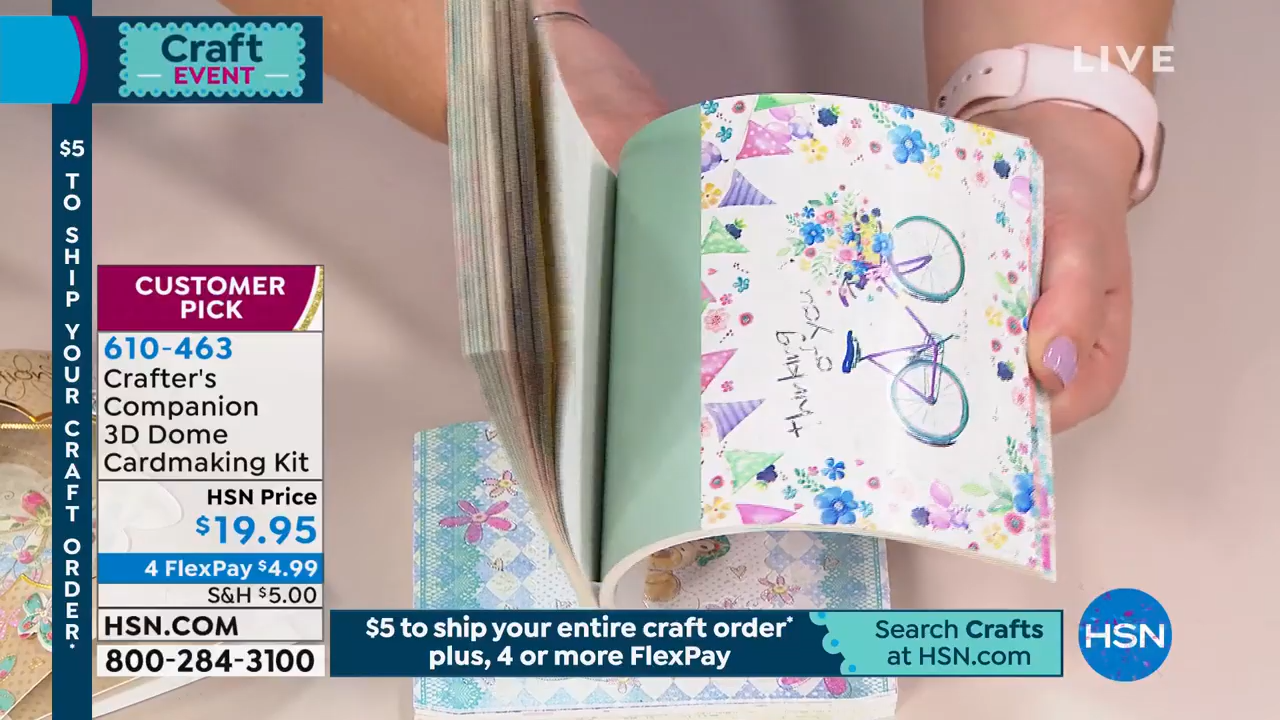 Craft
EVENT
LIVE
$5 TO SHIP YOUR CRAFT ORDER.*
CUSTOMER
PICK
610-463
Crafter's
Companion
3D Dome
Cardmaking Kit
HSN Price
$19.95
4 FlexPay $4.99
S&H $5.00
HSN.COM
800-284-3100
thinking
of you
$5 to ship your entire craft order*
plus, 4 or more FlexPay
Search Crafts
at HSN.com
HSN